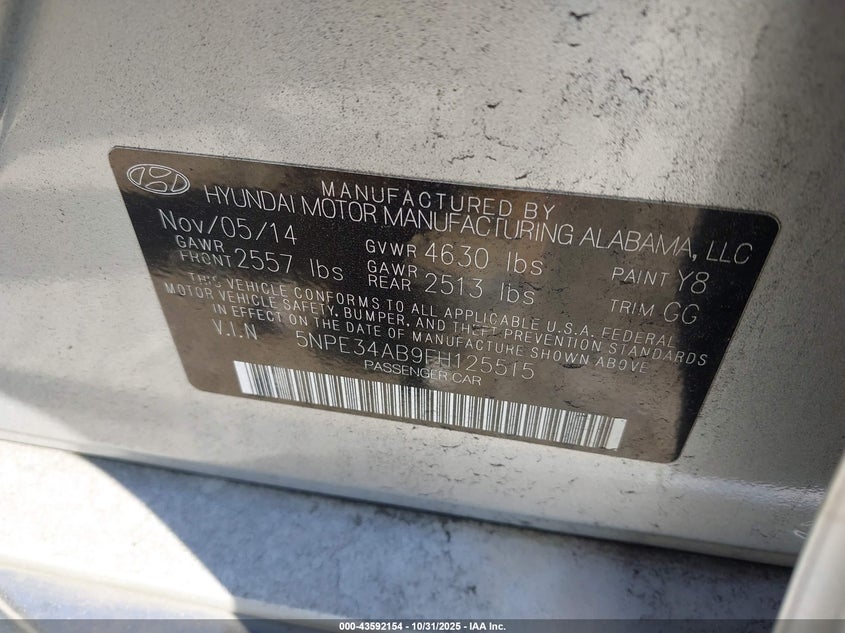 MANUFACTURED BY
HYUNDAI MOTOR MANUFACTURING ALABAMA, LLC
Nov/05/14 GVWR 4630 lbs PAINT Y8
GAWR FRONT 2557 lbs GAWR REAR 2513 lbs TRIM GG
THIS VEHICLE CONFORMS TO ALL APPLICABLE U.S.A. FEDERAL
MOTOR VEHICLE SAFETY, BUMPER, AND THEFT PREVENTION STANDARDS
IN EFFECT ON THE DATE OF MANUFACTURE SHOWN ABOVE
V.I.N 5NPE34AB9FH125515
PASSENGER CAR
000-43592154 - 10/31/2025 - IAA Inc.